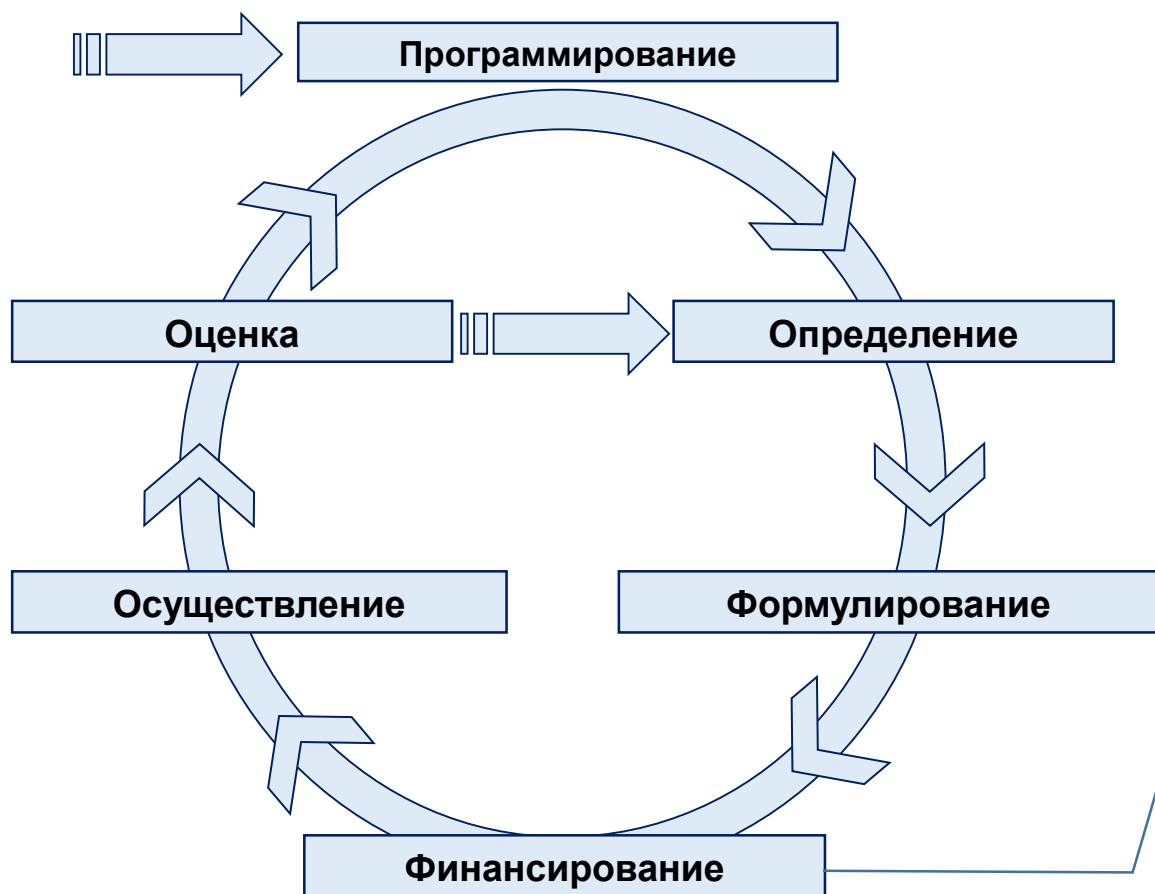 Программирование
Оценка
Определение
Осуществление
Формулирование
Финансирование